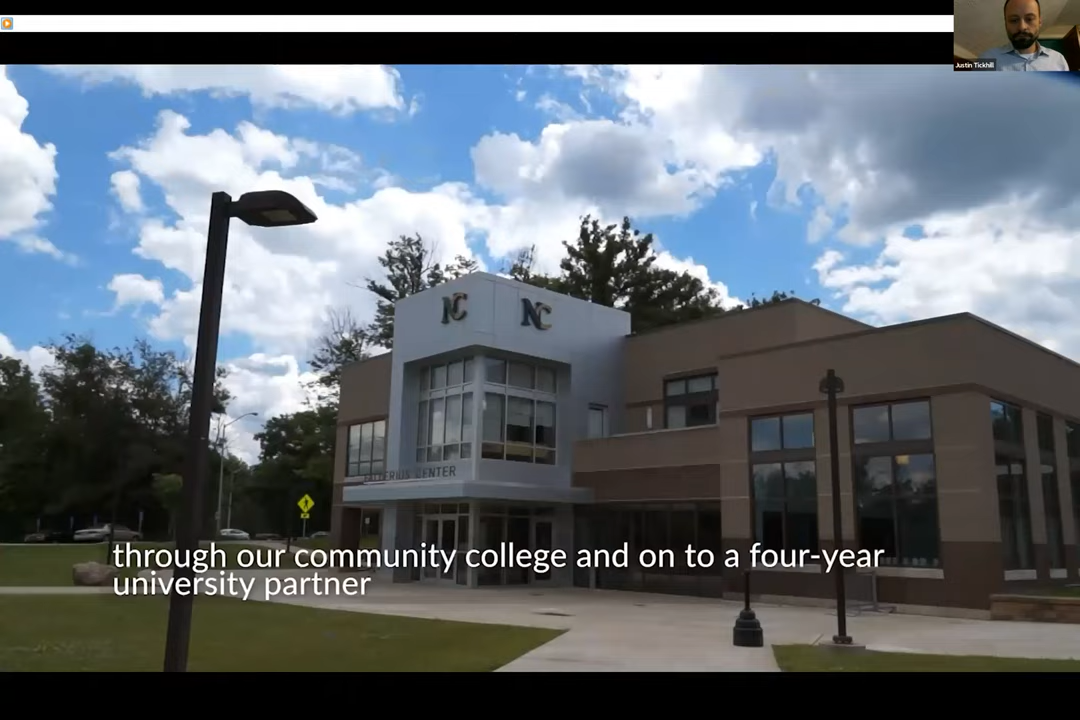 Justin Tickhill
NC
NC
CENTER
through our community college and on to a four-year
university partner